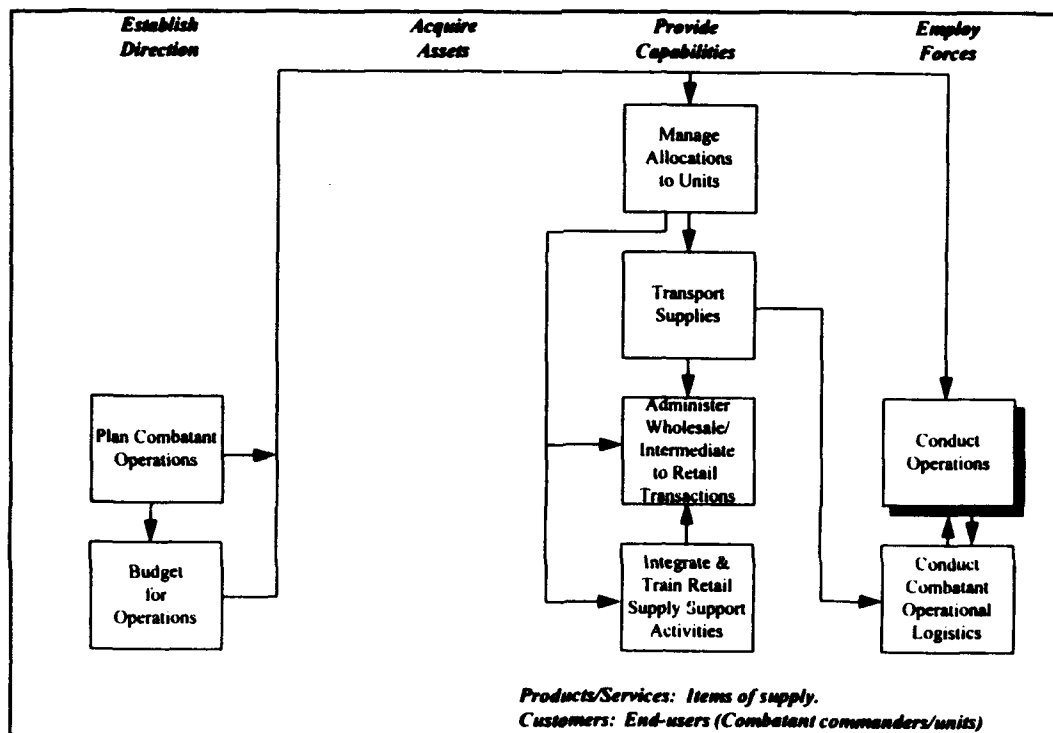 Establish
Direction
Acquire
Assets
Provide
Capabilities
Employ
Forces
Manage
Allocations
to Units
Transport
Supplies
Plan Combatant
Operations
Administer
Wholesale/
Intermediate
to Retail
Transactions
Conduct
Operations
Budget
for
Operations
Integrate &
Train Retail
Supply Support
Activities
Conduct
Combatant
Operational
Logistics
Products/Services: Items of supply.
Customers: End-users (Combatant commanders/units)